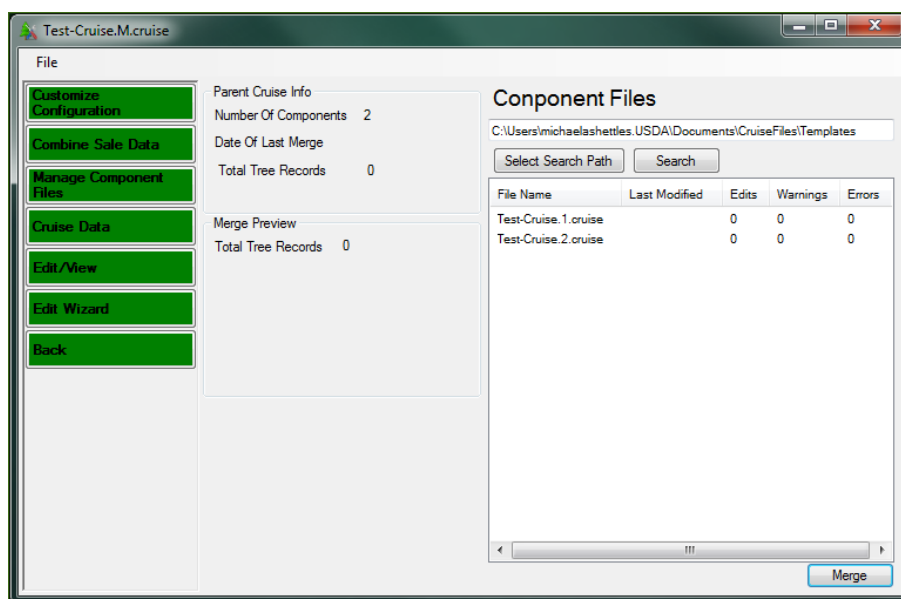 Test-Cruise.M.cruise
File
Customize
Configuration
Combine Sale Data
Manage Component
Files
Cruise Data
Edit/View
Edit Wizard
Back
Parent Cruise Info
Number Of Components 2
Date Of Last Merge
Total Tree Records 0
Merge Preview
Total Tree Records 0
Conponent Files
C:\Users\michaelashettles.USDA\Documents\CruiseFiles\Templates
Select Search Path Search
File Name Last Modified Edits Warnings Errors
Test-Cruise.1.cruise 0 0 0
Test-Cruise.2.cruise 0 0 0
Merge